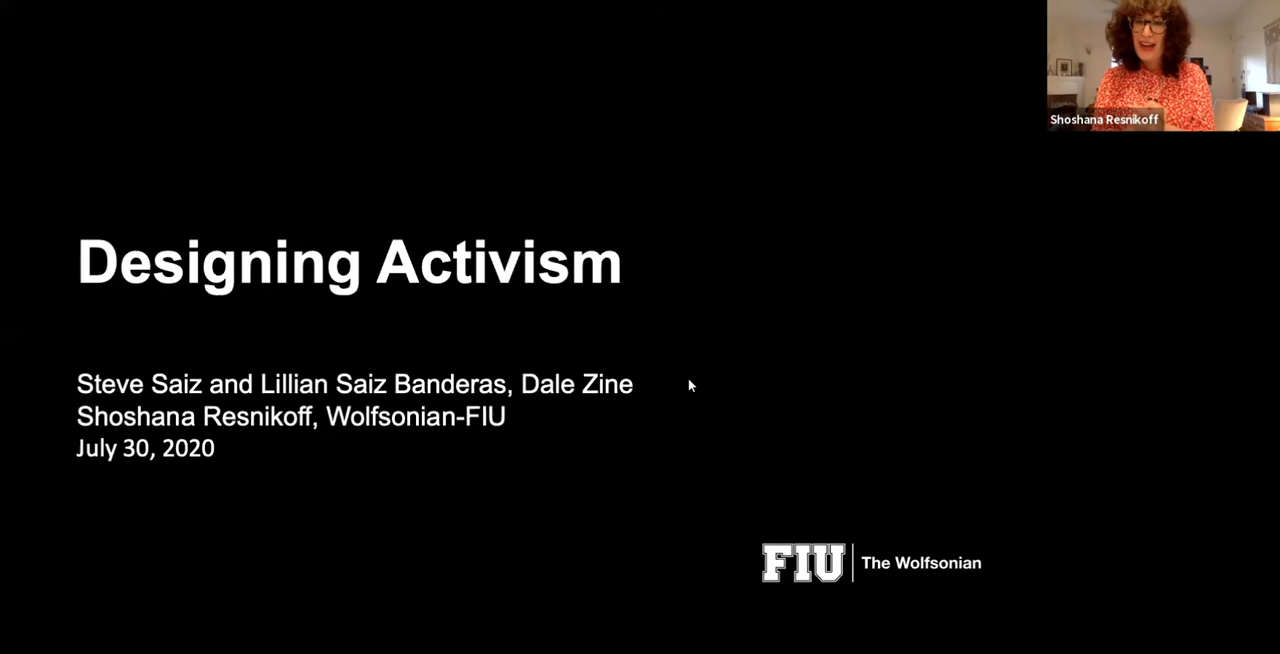 Shoshana Resnikoff
Designing Activism
Steve Saiz and Lillian Saiz Banderas, Dale Zine
Shoshana Resnikoff, Wolfsonian-FIU
July 30, 2020
FIU | The Wolfsonian